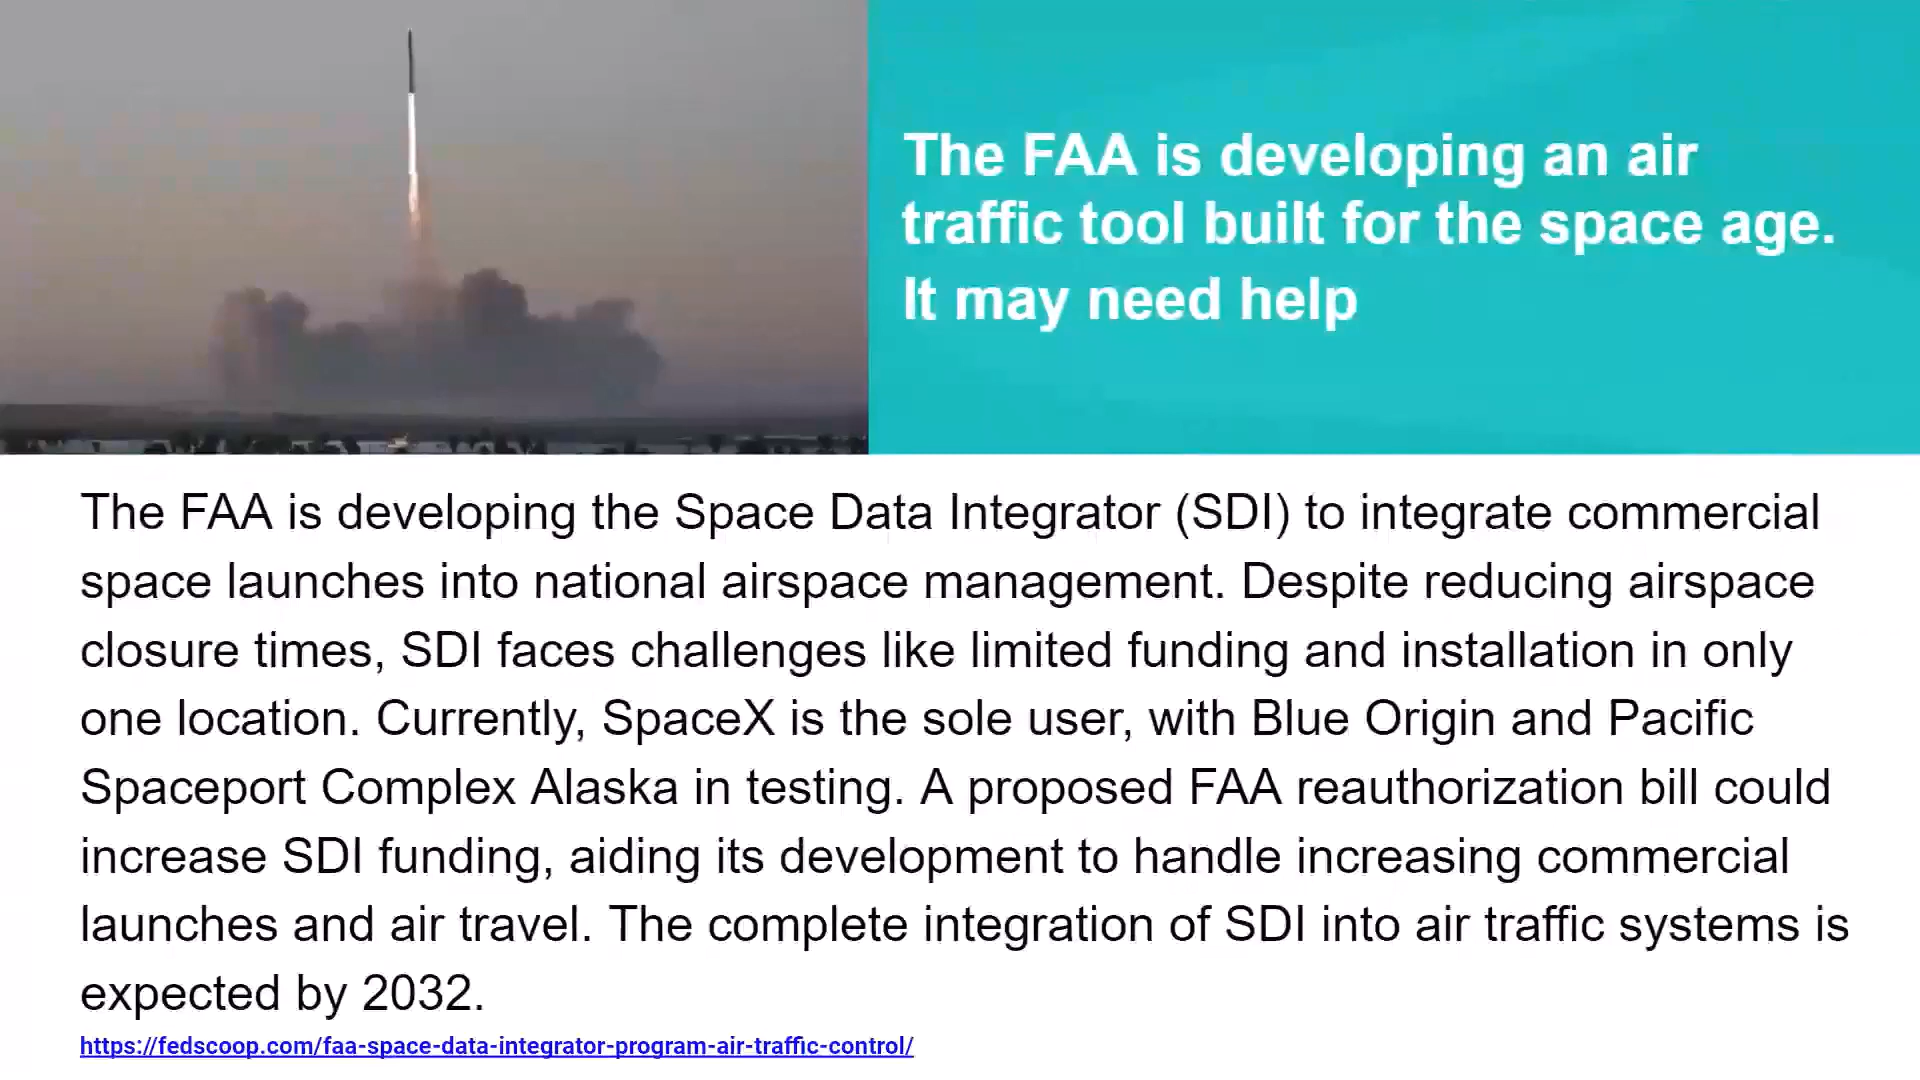 The FAA is developing an air
traffic tool built for the space age.
It may need help
The FAA is developing the Space Data Integrator (SDI) to integrate commercial
space launches into national airspace management. Despite reducing airspace
closure times, SDI faces challenges like limited funding and installation in only
one location. Currently, SpaceX is the sole user, with Blue Origin and Pacific
Spaceport Complex Alaska in testing. A proposed FAA reauthorization bill could
increase SDI funding, aiding its development to handle increasing commercial
launches and air travel. The complete integration of SDI into air traffic systems is
expected by 2032.
https://fedscoop.com/faa-space-data-integrator-program-air-traffic-control/